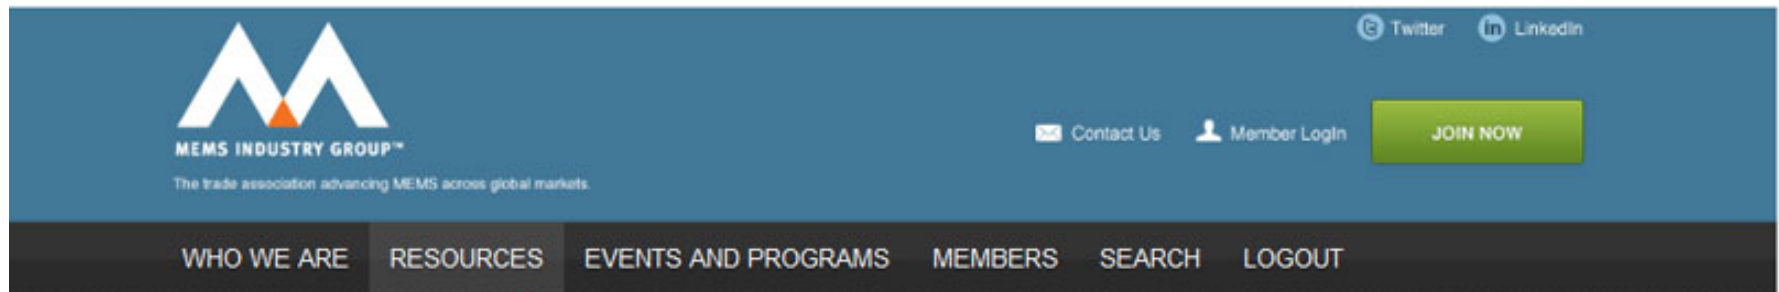 Twitter
LinkedIn
MEMS INDUSTRY GROUP™
The trade association advancing MEMS across global markets.
Contact Us
Member LogIn
JOIN NOW
WHO WE ARE
RESOURCES
EVENTS AND PROGRAMS
MEMBERS
SEARCH
LOGOUT